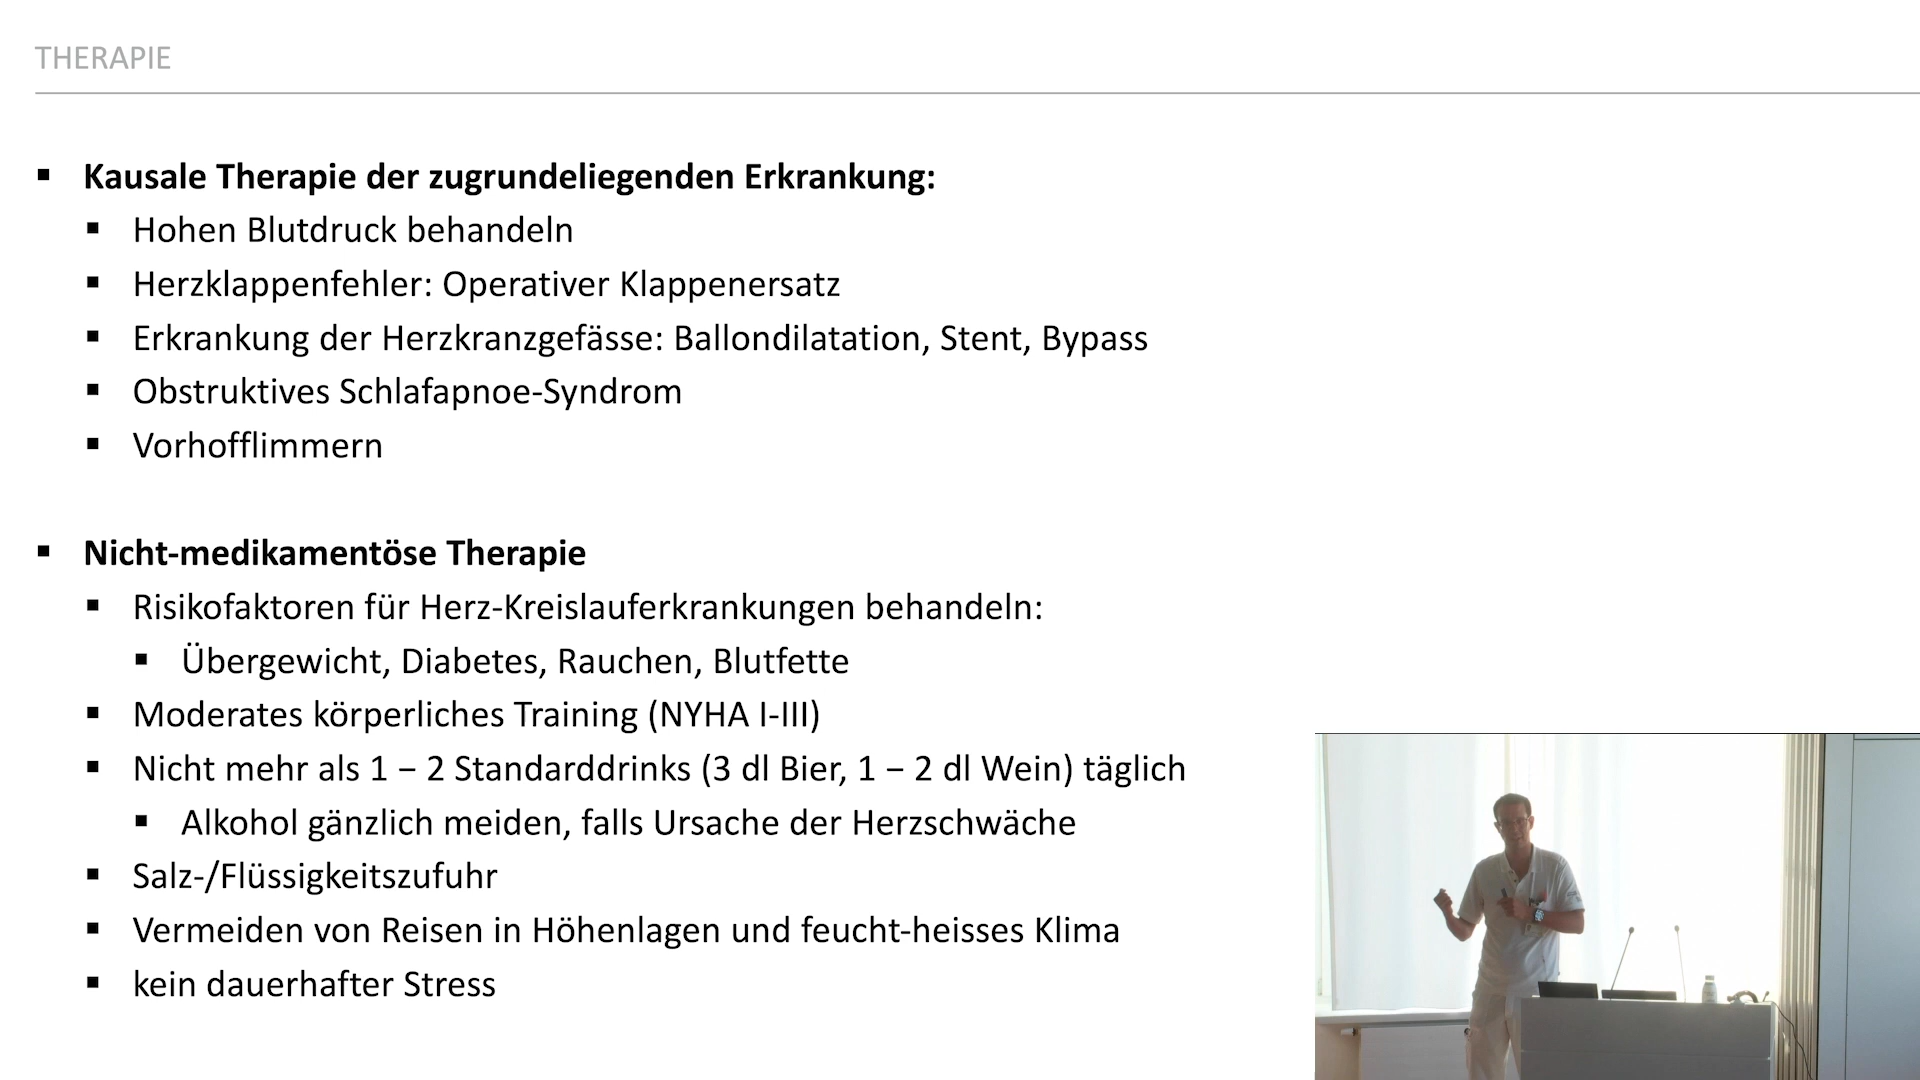 THERAPIE
▪ Kausale Therapie der zugrundeliegenden Erkrankung:
▪ Hohen Blutdruck behandeln
▪ Herzklappenfehler: Operativer Klappenersatz
▪ Erkrankung der Herzkranzgefässe: Ballondilatation, Stent, Bypass
▪ Obstruktives Schlafapnoe-Syndrom
▪ Vorhofflimmern
▪ Nicht-medikamentöse Therapie
▪ Risikofaktoren für Herz-Kreislauferkrankungen behandeln:
▪ Übergewicht, Diabetes, Rauchen, Blutfette
▪ Moderates körperliches Training (NYHA I-III)
▪ Nicht mehr als 1 – 2 Standarddrinks (3 dl Bier, 1 – 2 dl Wein) täglich
▪ Alkohol gänzlich meiden, falls Ursache der Herzschwäche
▪ Salz-/Flüssigkeitszufuhr
▪ Vermeiden von Reisen in Höhenlagen und feucht-heisses Klima
▪ kein dauerhafter Stress